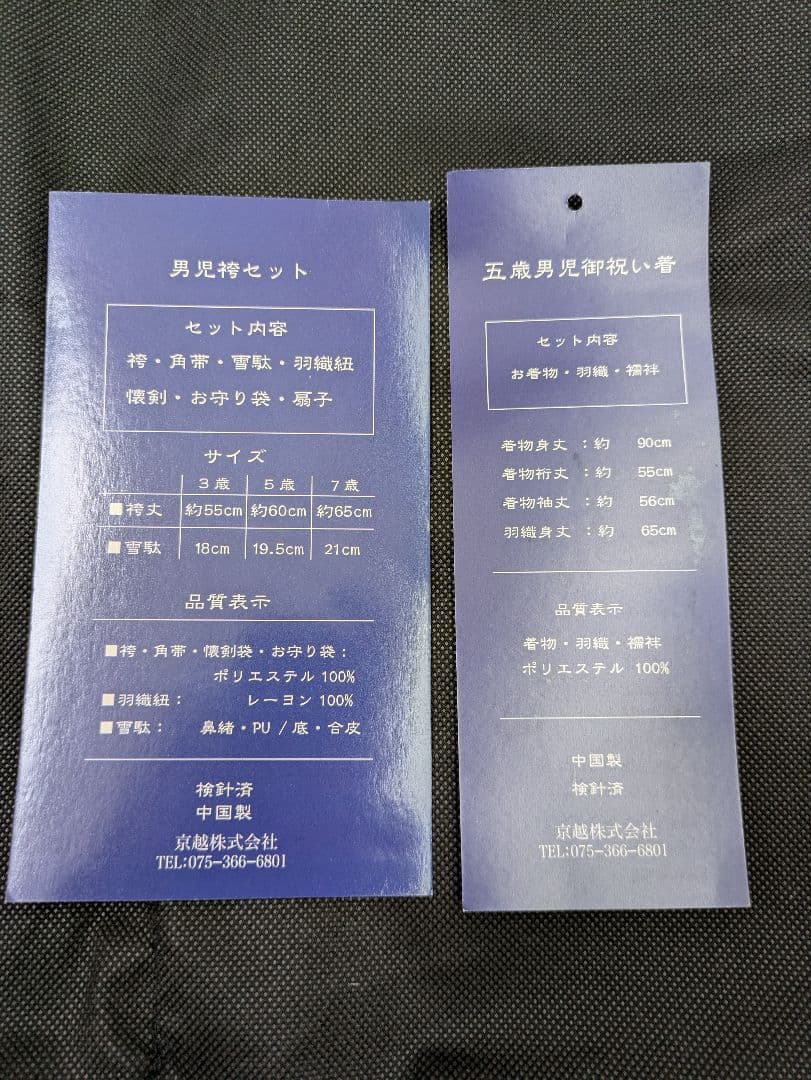 男児袴セット
セット内容
袴・角帯・雪駄・羽織紐
懐剣・お守り袋・扇子
サイズ
3歳 5歳 7歳
■袴丈 約55cm 約60cm 約65cm
■雪駄 18cm 19.5cm 21cm
品質表示
■袴・角帯・懐剣袋・お守り袋：
ポリエステル 100%
■羽織紐： レーヨン 100%
■雪駄： 鼻緒・PU / 底・合皮
検針済
中国製
京越株式会社
TEL:075-366-6801
五歳男児御祝い着
セット内容
お着物・羽織・襦袢
着物身丈 ：約 90cm
着物裄丈 ：約 55cm
着物袖丈 ：約 56cm
羽織身丈 ：約 65cm
品質表示
着物・羽織・襦袢
ポリエステル 100%
中国製
検針済
京越株式会社
TEL:075-366-6801